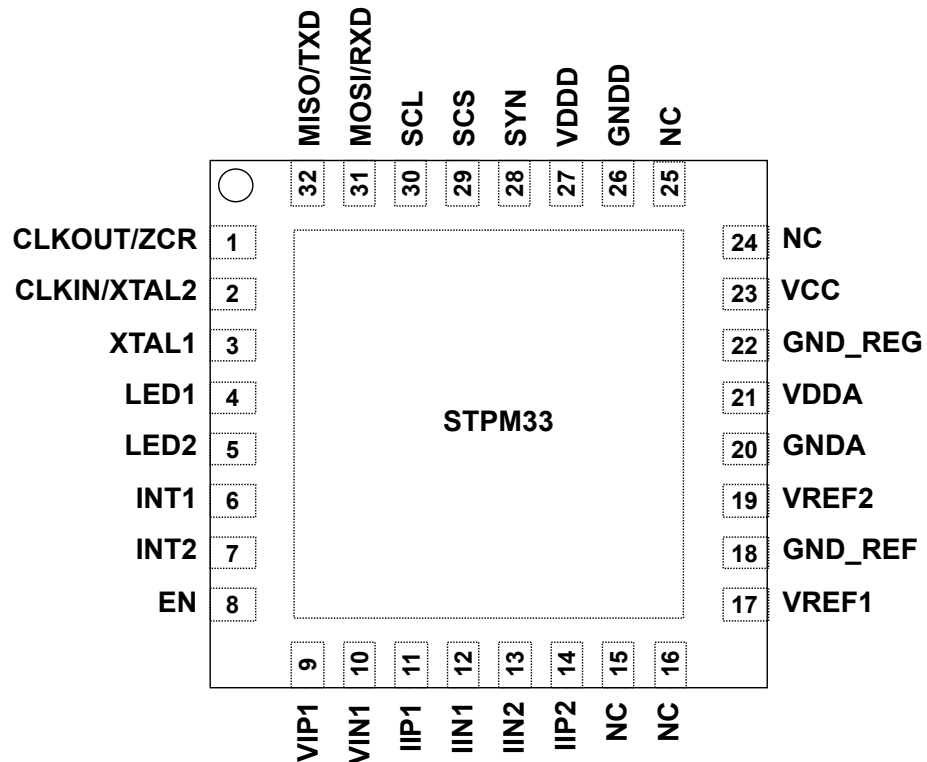 MISO/TXD
MOSI/RXD
SCL
SCS
SYN
VDDD
GNDD
NC
32
31
30
29
28
27
26
25
CLKOUT/ZCR 1
CLKIN/XTAL2 2
XTAL1 3
LED1 4
LED2 5
INT1 6
INT2 7
EN 8
STPM33
24 NC
23 VCC
22 GND_REG
21 VDDA
20 GNDA
19 VREF2
18 GND_REF
17 VREF1
9
10
11
12
13
14
15
16
VIP1
VIN1
IIP1
IIN1
IIN2
IIP2
NC
NC